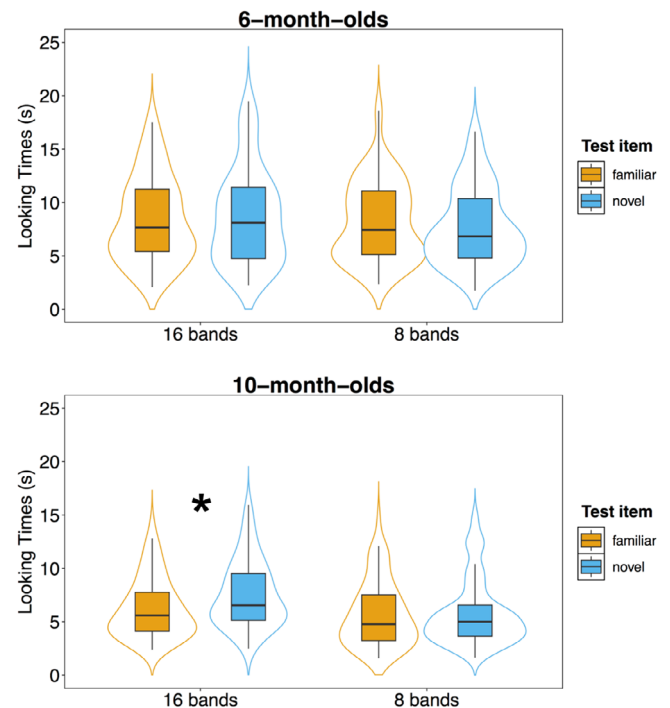 6−month−olds
25
20
15
10
5
0
Looking Times (s)
16 bands
8 bands
Test item
familiar
novel
10−month−olds
25
20
15
10
5
0
Looking Times (s)
*
16 bands
8 bands
Test item
familiar
novel